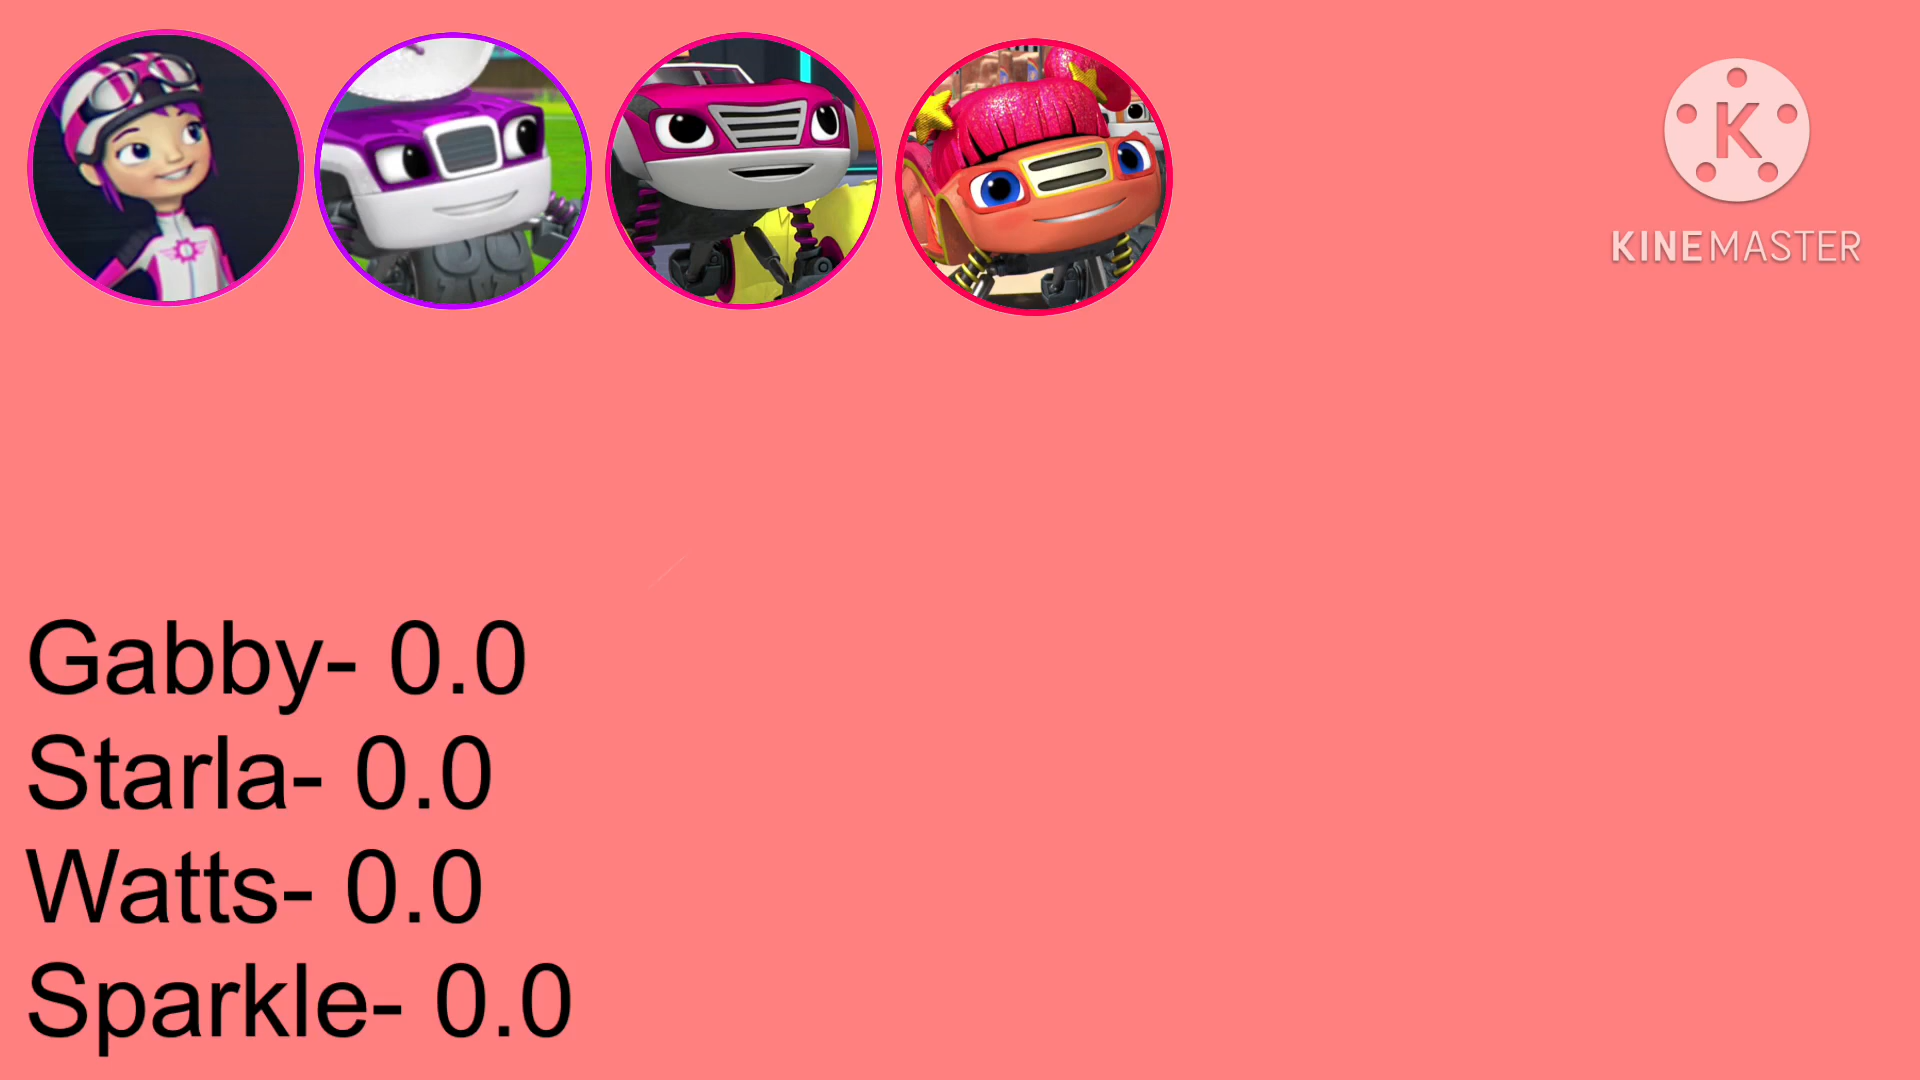 K
KINEMASTER
Gabby- 0.0
Starla- 0.0
Watts- 0.0
Sparkle- 0.0